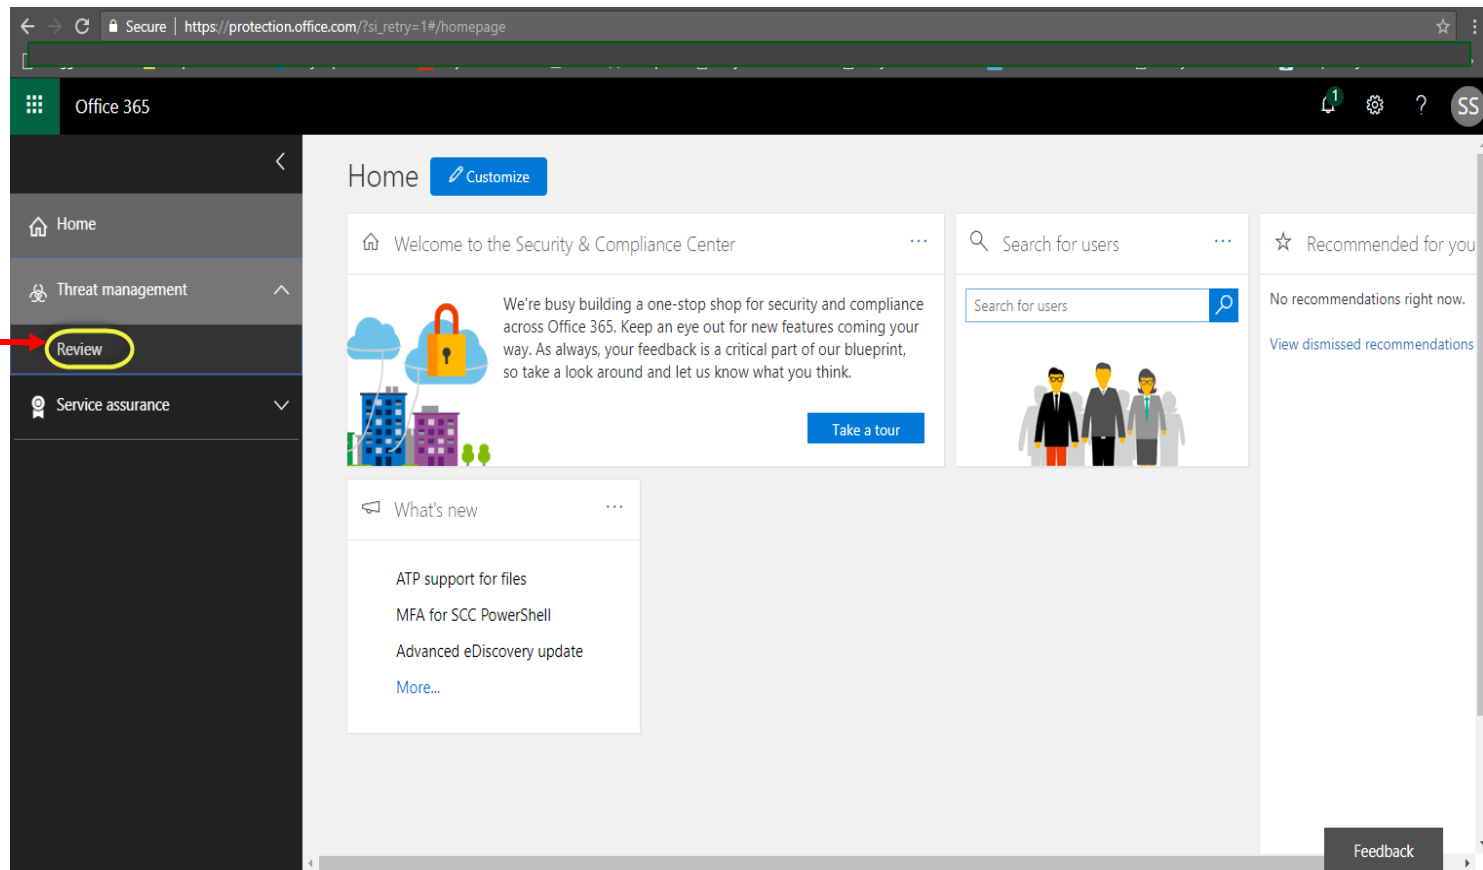 Secure | https://protection.office.com/?si_retry=1#/homepage
Office 365
1
?
SS
Home
Threat management
Review
Service assurance
Home
Customize
Welcome to the Security & Compliance Center
...
We're busy building a one-stop shop for security and compliance
across Office 365. Keep an eye out for new features coming your
way. As always, your feedback is a critical part of our blueprint,
so take a look around and let us know what you think.
Take a tour
Search for users
...
Search for users
Recommended for you
No recommendations right now.
View dismissed recommendations
What's new
...
ATP support for files
MFA for SCC PowerShell
Advanced eDiscovery update
More...
Feedback